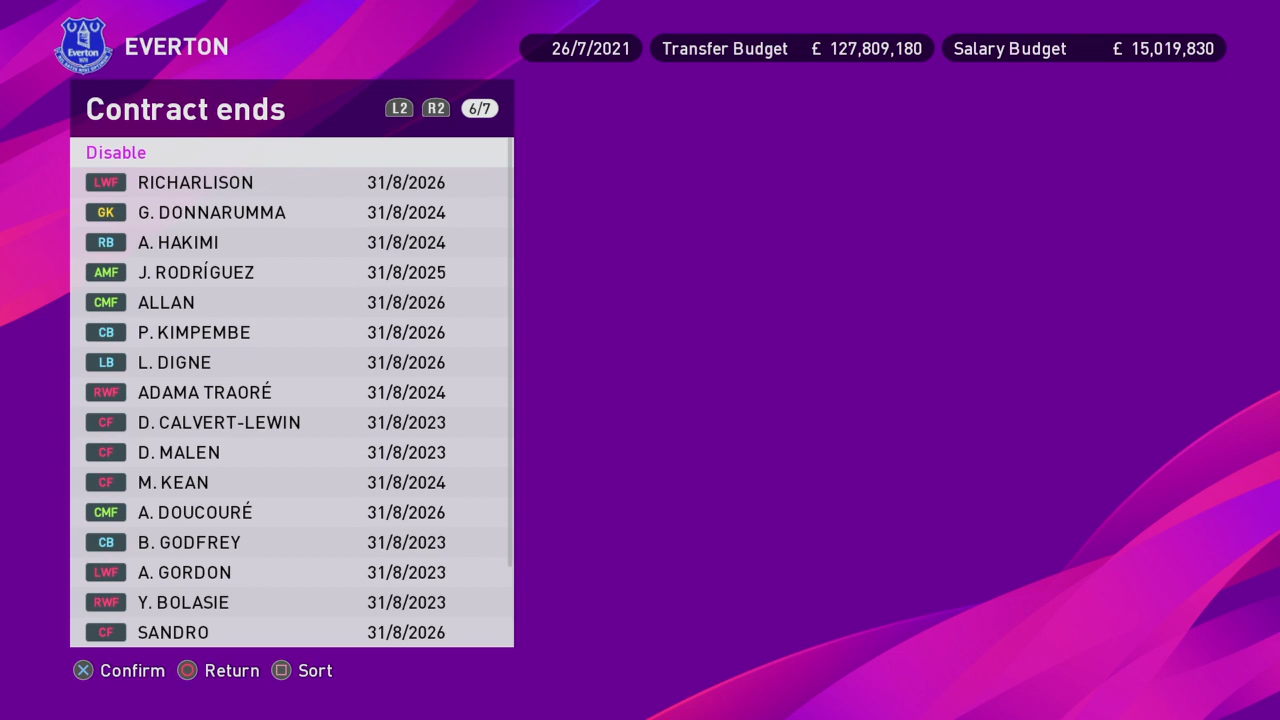 EVERTON
26/7/2021 Transfer Budget £ 127,809,180 Salary Budget £ 15,019,830
Everton
Contract ends L2 R2 6/7
Disable
LWF RICHARLISON 31/8/2026
GK G. DONNARUMMA 31/8/2024
RB A. HAKIMI 31/8/2024
AMF J. RODRÍGUEZ 31/8/2025
CMF ALLAN 31/8/2026
CB P. KIMPEMBE 31/8/2026
LB L. DIGNE 31/8/2026
RWF ADAMA TRAORÉ 31/8/2024
CF D. CALVERT-LEWIN 31/8/2023
CF D. MALEN 31/8/2023
CF M. KEAN 31/8/2024
CMF A. DOUCOURÉ 31/8/2026
CB B. GODFREY 31/8/2023
LWF A. GORDON 31/8/2023
RWF Y. BOLASIE 31/8/2023
CF SANDRO 31/8/2026
Confirm Return Sort